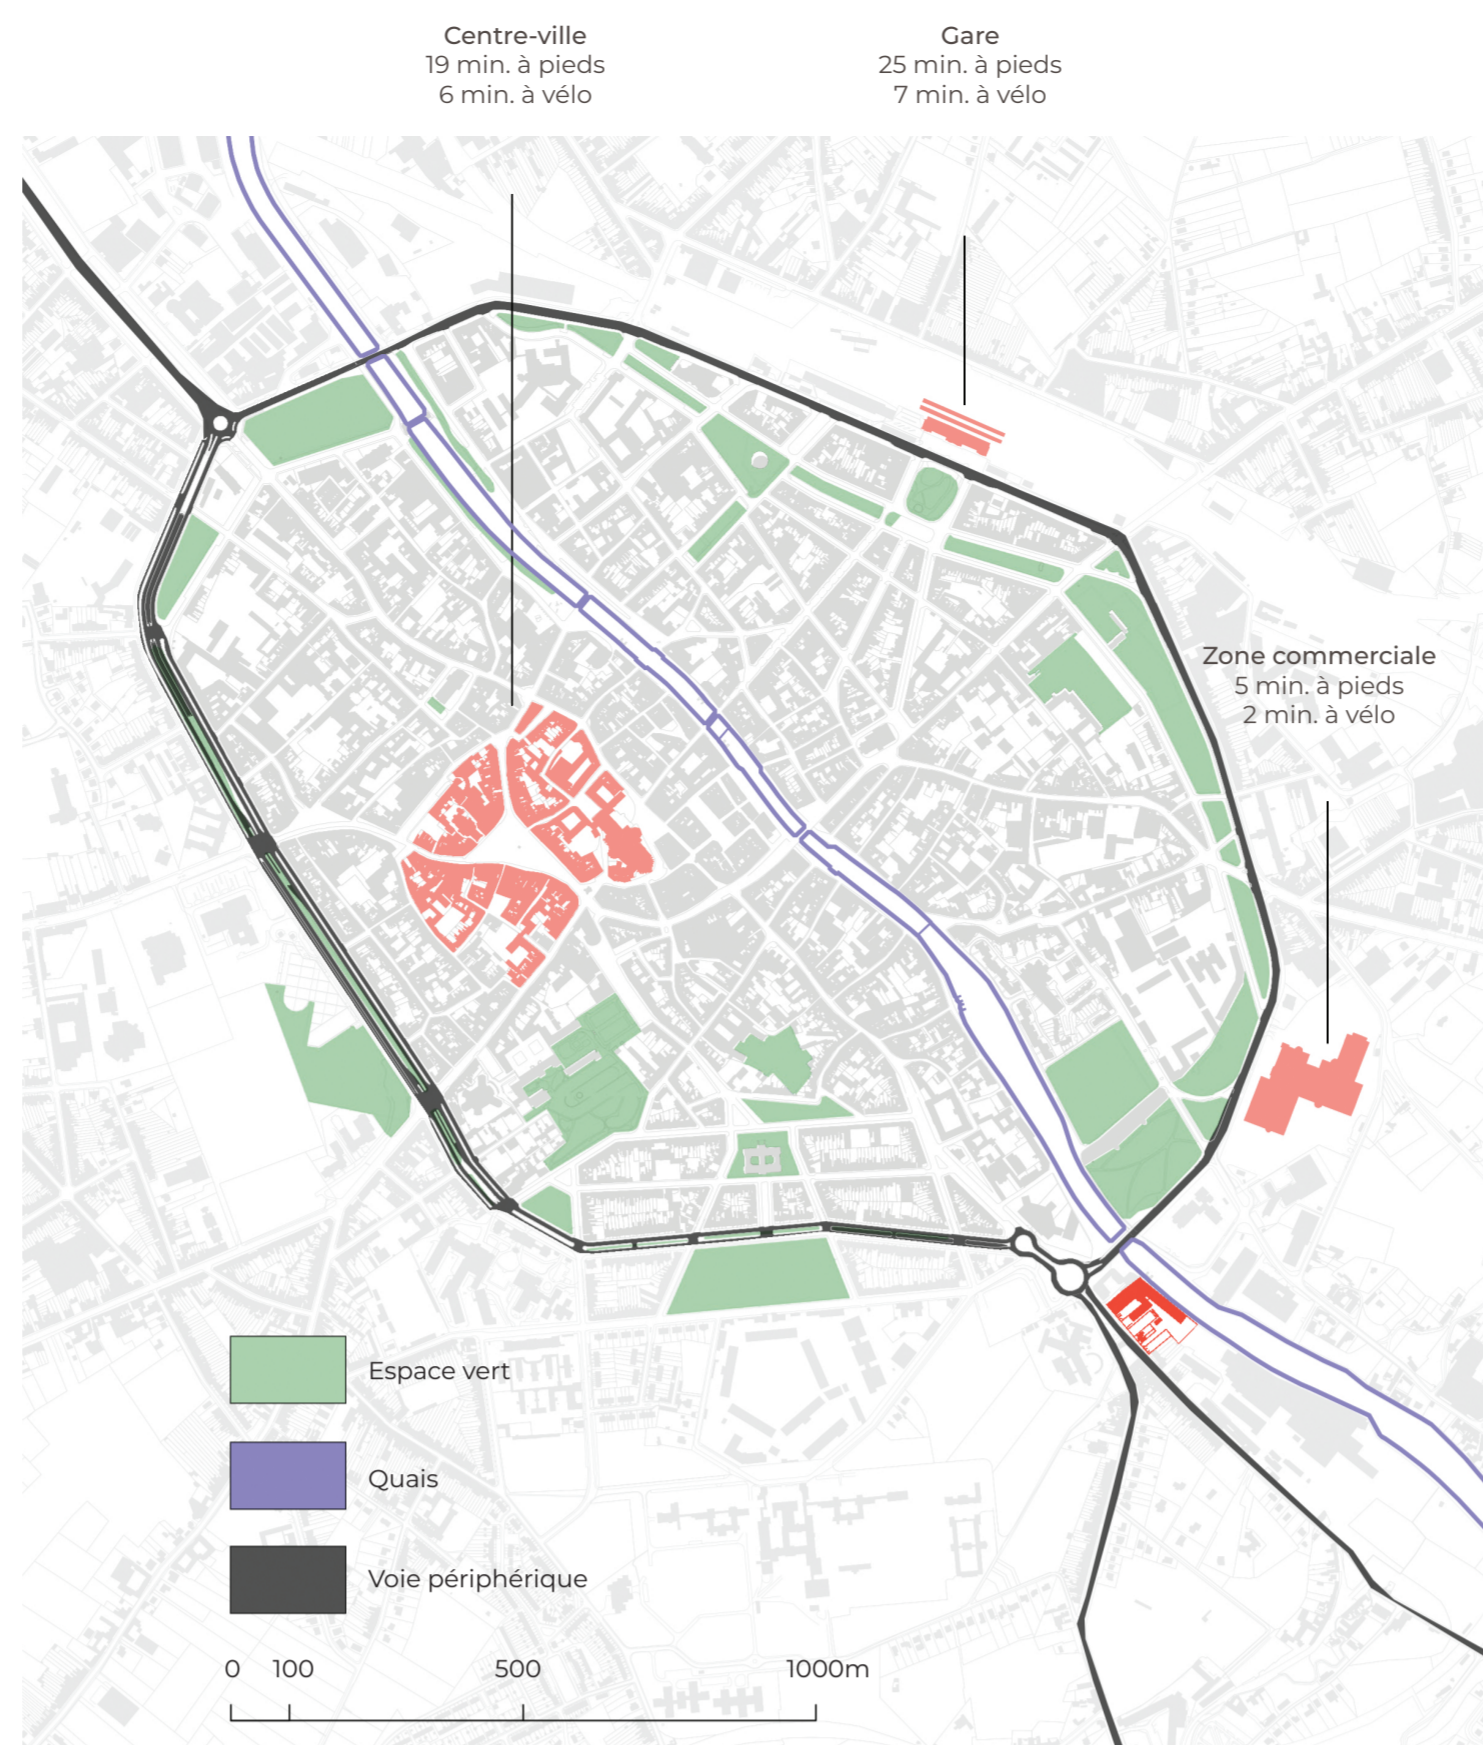 Centre-ville
19 min. à pieds
6 min. à vélo
Gare
25 min. à pieds
7 min. à vélo
Zone commerciale
5 min. à pieds
2 min. à vélo
Espace vert
Quais
Voie périphérique
0 100 500 1000m